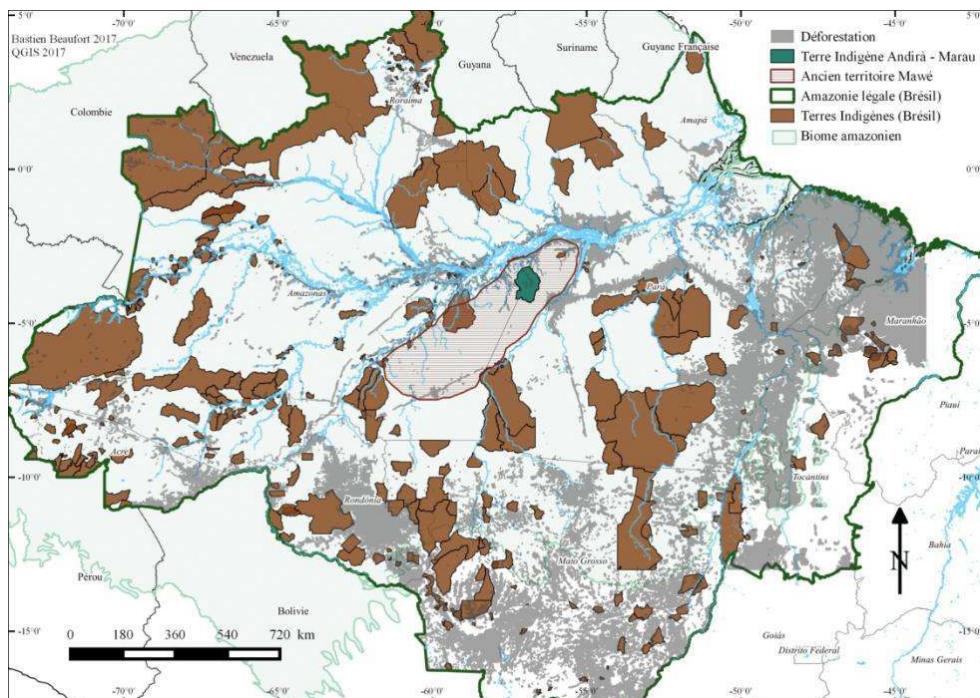 -70°0'
-65°0'
-60°0'
-55°0'
-50°0'
-45°0'
5°0'
Bastien Beaufort 2017
QGIS 2017
Venezuela
Guyana
Suriname
Guyane Française
Colombie
Roraima
Amapá
Déforestation
Terre Indigène Andirá - Marau
Ancien territoire Mawé
Amazonie légale (Brésil)
Terres Indigènes (Brésil)
Biome amazonien
0°0'
0°0'
Amazonas
Pará
Maranhão
-5°0'
-5°0'
Piauí
Acre
Rondônia
Tocantins
-10°0'
-10°0'
Mato Grosso
Bahia
N
Pérou
Bolivie
-15°0'
-15°0'
0 180 360 540 720 km
Goiás
Distrito Federal
Minas Gerais
-70°0'
-65°0'
-60°0'
-55°0'
-50°0'
-45°0'